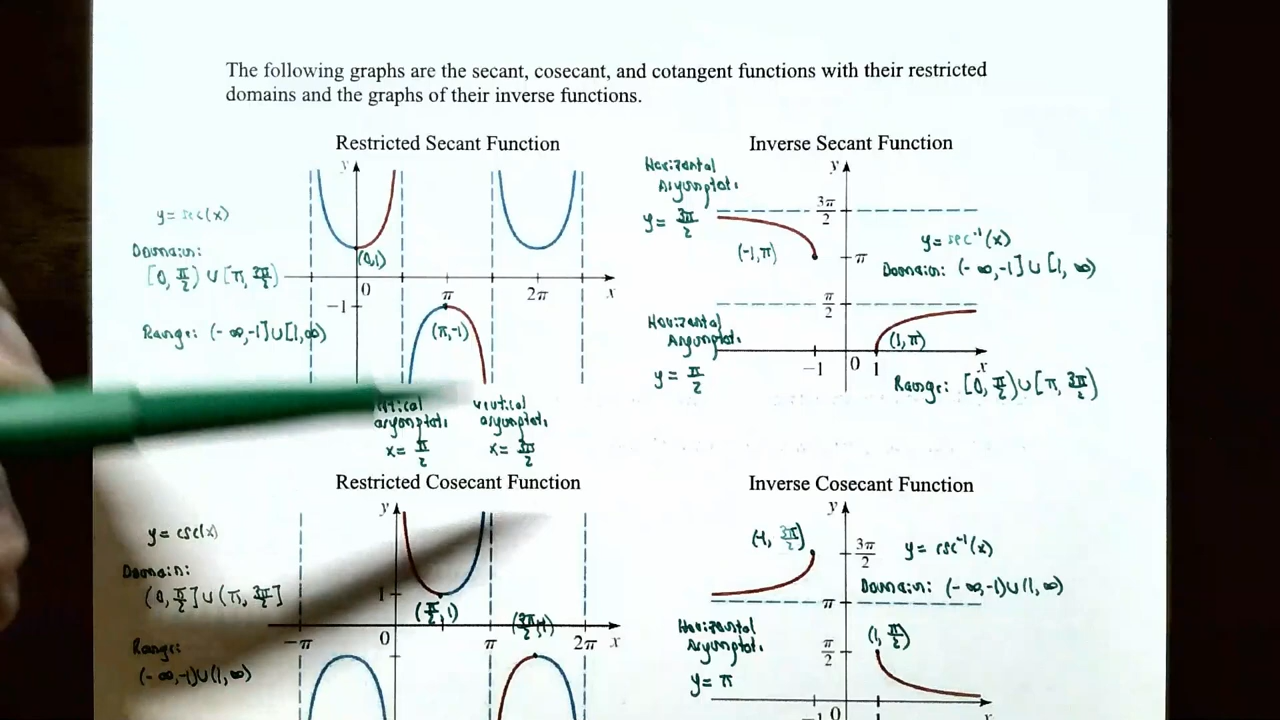 The following graphs are the secant, cosecant, and cotangent functions with their restricted
domains and the graphs of their inverse functions.
Restricted Secant Function
y
y = sec(x)
Domain:
[0, π/2) ∪ [π, 3π/2)
(0,1)
0
π
2π
x
-1
Range: (-∞,-1] ∪ [1,∞)
(π,-1)
asymptote
x = π/2
vertical
asymptote
x = 3π/2
Inverse Secant Function
y
Horizontal
Asymptote
y = 3π/2
3π/2
(-1,π)
π
y = sec⁻¹(x)
Domain: (-∞,-1] ∪ [1,∞)
π/2
Horizontal
Asymptote
y = π/2
(1,π)
-1
0
1
x
Range: [0, π/2) ∪ [π, 3π/2)
Restricted Cosecant Function
y
y = csc(x)
Domain:
(0, π/2] ∪ (π, 3π/2]
1
(π/2, 1)
-π
0
π
2π
x
Range:
(-∞,-1) ∪ (1,∞)
Inverse Cosecant Function
y
(-1, 3π/2)
3π/2
y = csc⁻¹(x)
Domain: (-∞,-1) ∪ (1,∞)
π
Horizontal
Asymptote
y = π
(1, π/2)
π/2
-1
0
x